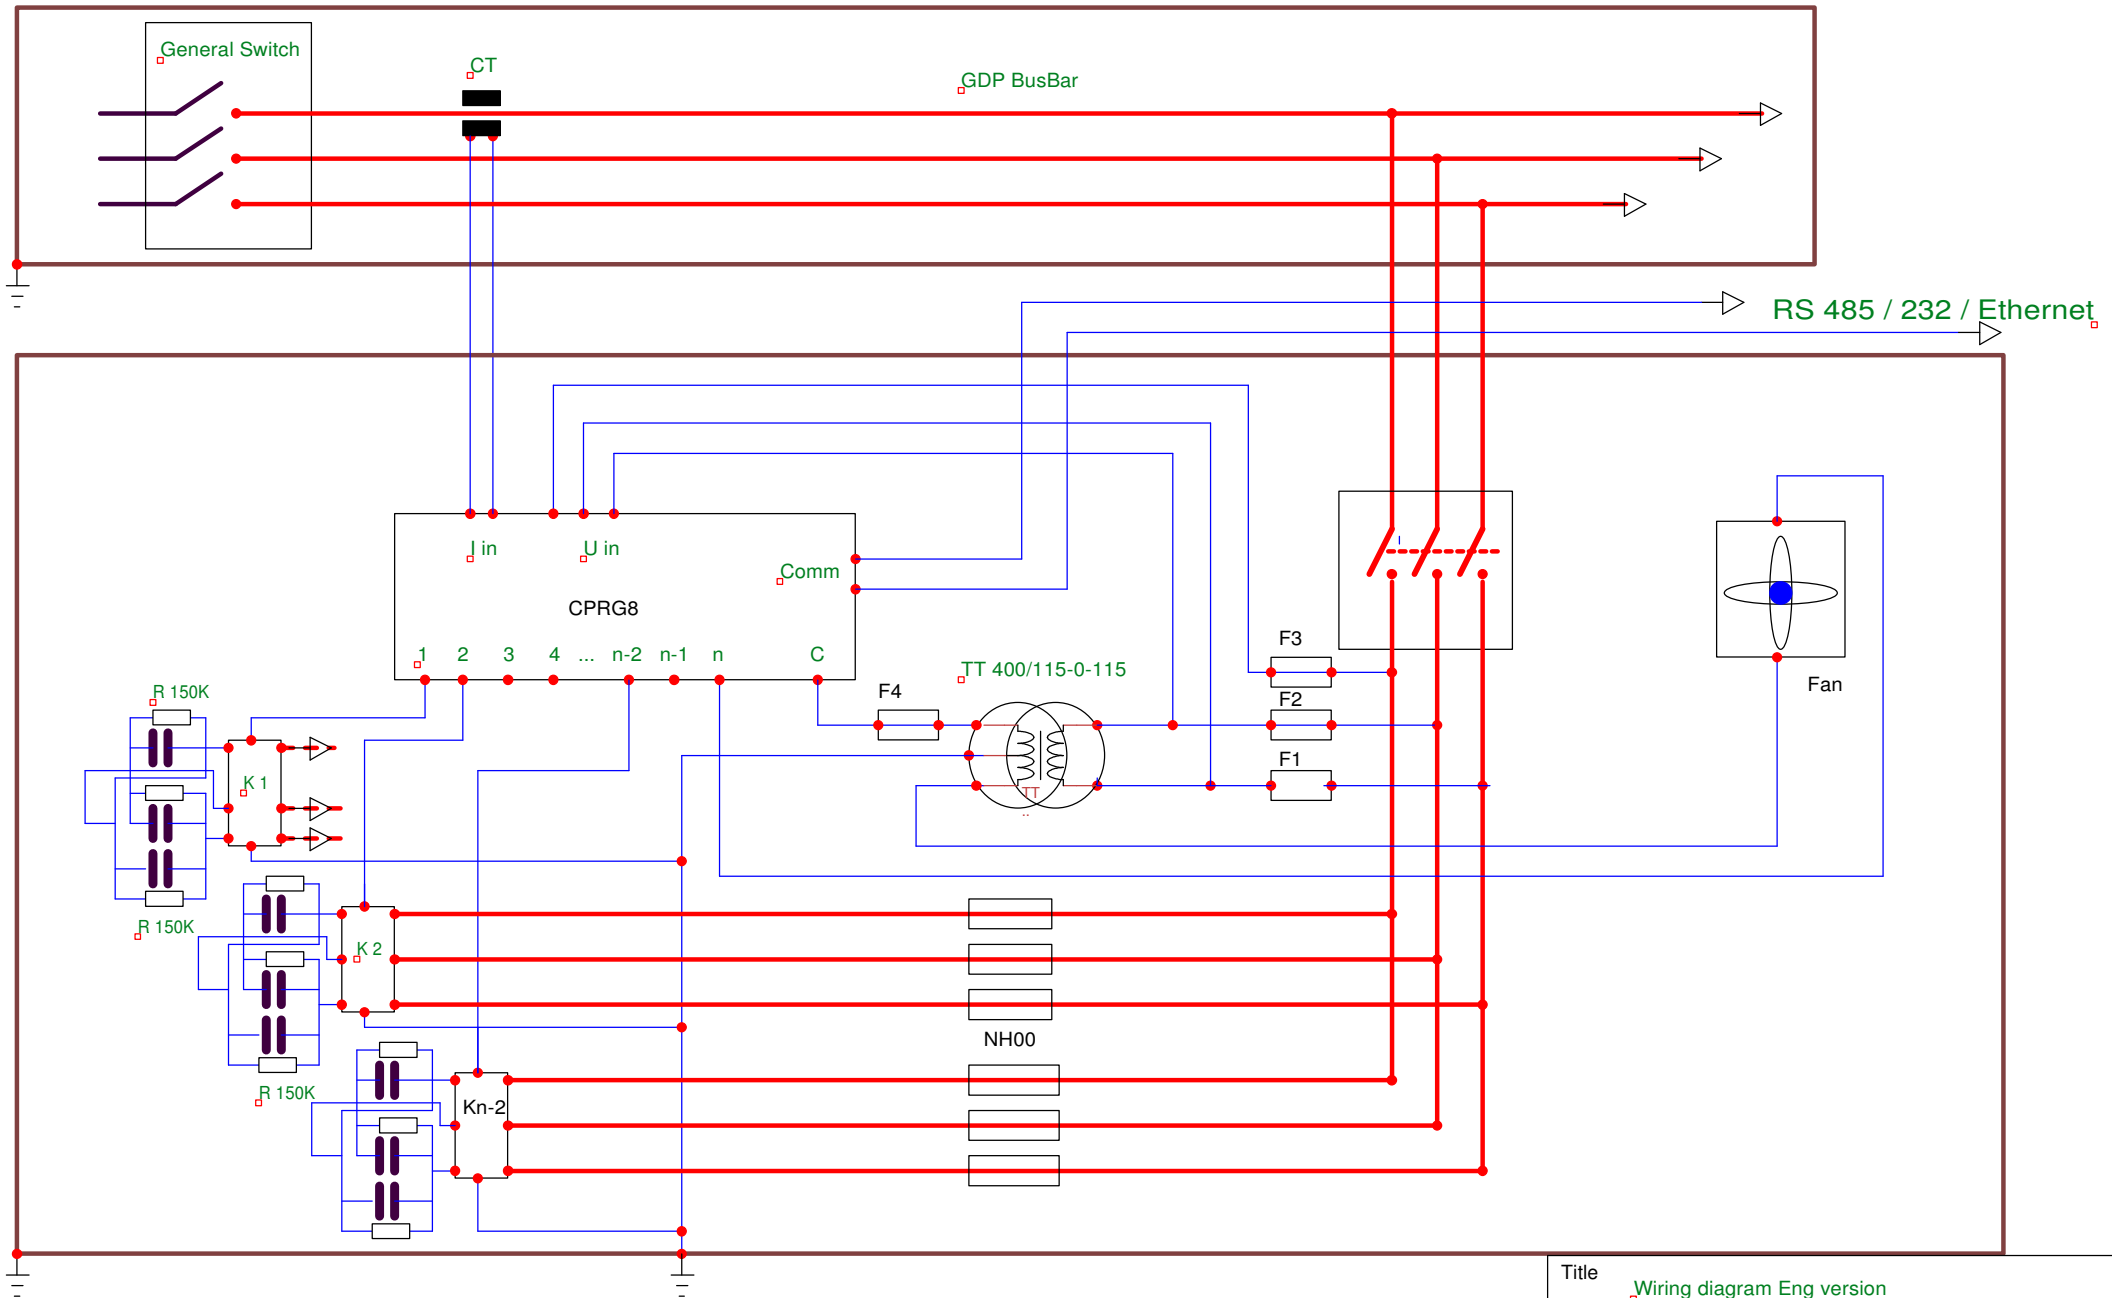 General Switch
CT
GDP BusBar
RS 485 / 232 / Ethernet
I in
U in
Comm
CPRG8
1 2 3 4 ... n-2 n-1 n C
F3
TT 400/115-0-115
F4
F2
Fan
R 150K
F1
K 1
TT
..
R 150K
K 2
NH00
R 150K
Kn-2
Title
Wiring diagram Eng version